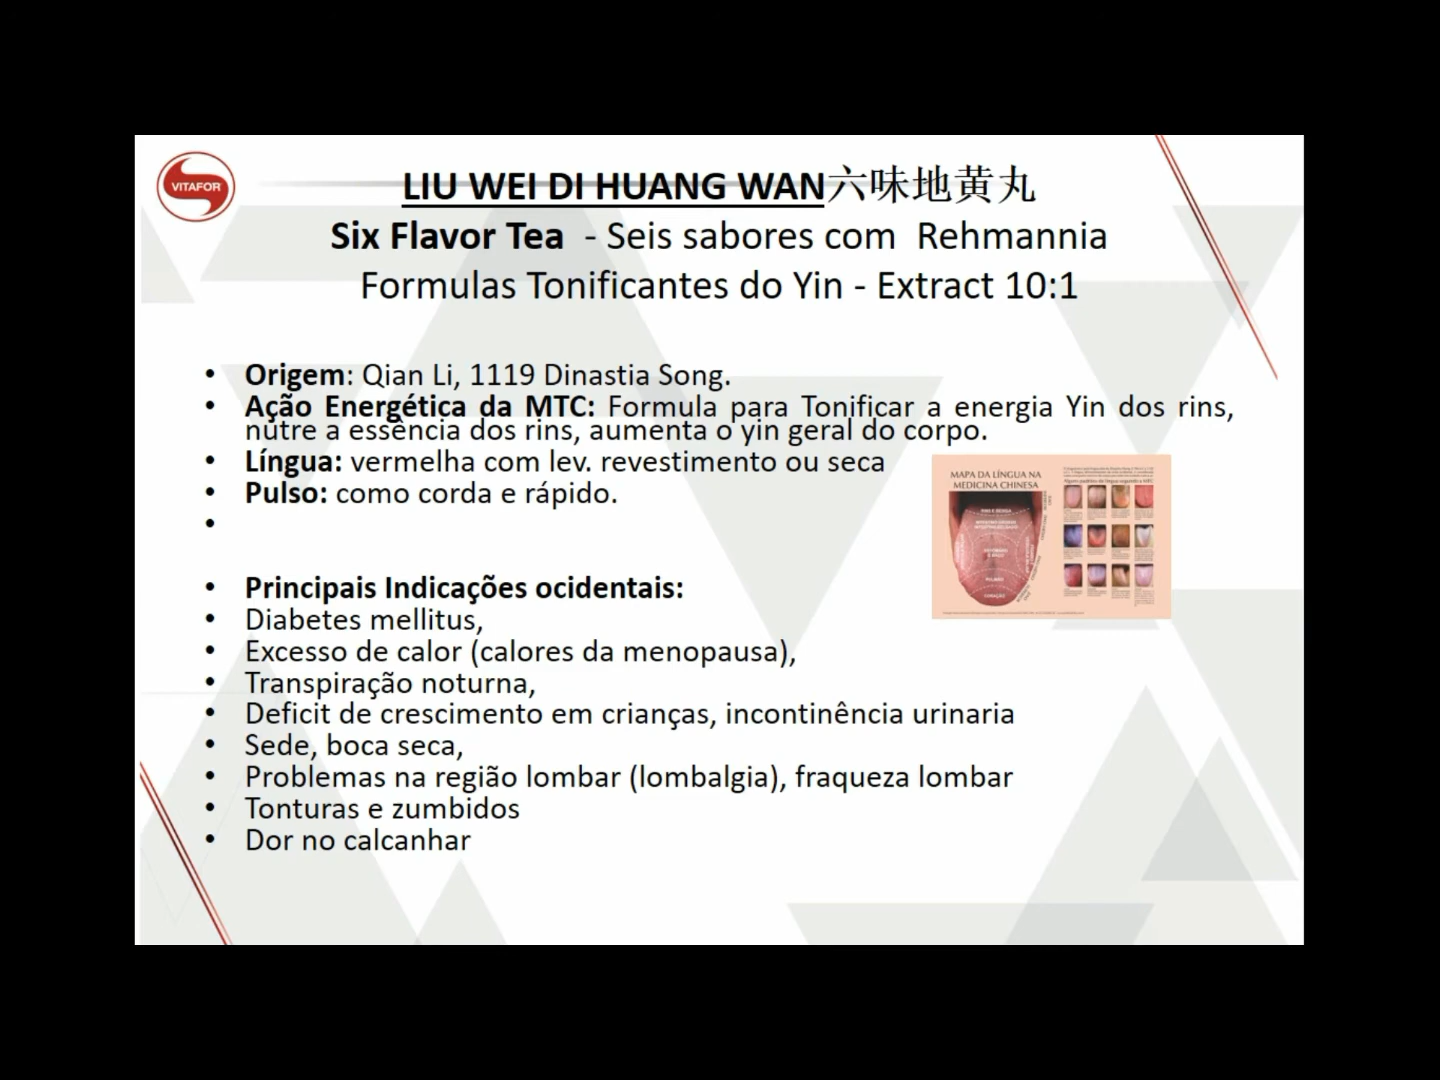 VITAFOR
LIU WEI DI HUANG WAN六味地黄丸
Six Flavor Tea - Seis sabores com Rehmannia
Formulas Tonificantes do Yin - Extract 10:1
• Origem: Qian Li, 1119 Dinastia Song.
• Ação Energética da MTC: Formula para Tonificar a energia Yin dos rins,
nutre a essência dos rins, aumenta o yin geral do corpo.
• Língua: vermelha com lev. revestimento ou seca
• Pulso: como corda e rápido.
•
MAPA DA LÍNGUA NA
MEDICINA CHINESA
RINS E BEXIGA
PULMÃO
CORAÇÃO
• Principais Indicações ocidentais:
• Diabetes mellitus,
• Excesso de calor (calores da menopausa),
• Transpiração noturna,
• Deficit de crescimento em crianças, incontinência urinaria
• Sede, boca seca,
• Problemas na região lombar (lombalgia), fraqueza lombar
• Tonturas e zumbidos
• Dor no calcanhar